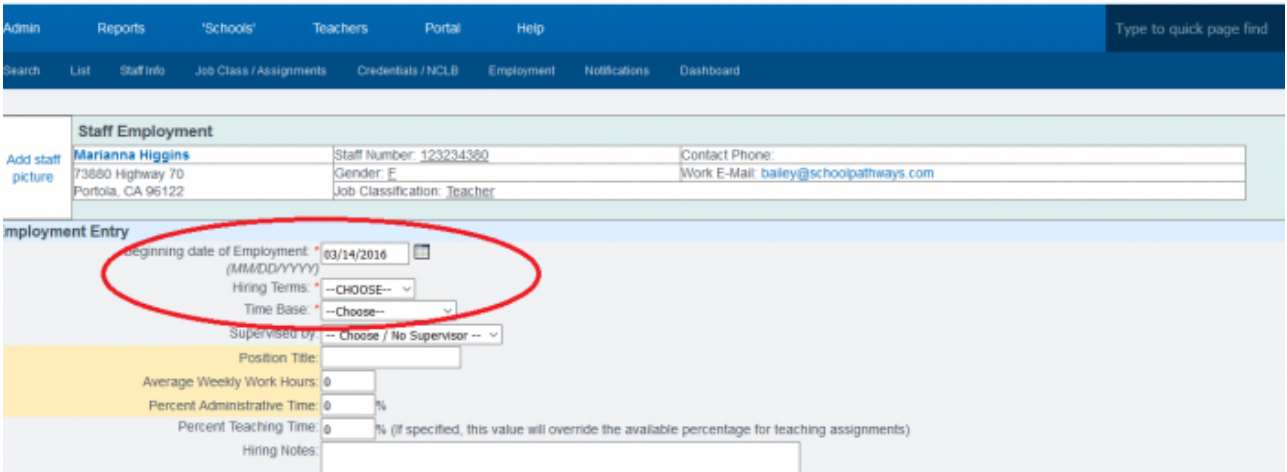 Admin Reports 'Schools' Teachers Portal Help Type to quick page find
Search List Staff Info Job Class / Assignments Credentials / NCLB Employment Notifications Dashboard
Add staff picture
Staff Employment
Marianna Higgins Staff Number: 123234380 Contact Phone:
73880 Highway 70 Gender: F Work E-Mail: bailey@schoolpathways.com
Portola, CA 96122 Job Classification: Teacher
mployment Entry
Beginning date of Employment: * 03/14/2016
(MM/DD/YYYY)
Hiring Terms: * --CHOOSE--
Time Base: * --Choose--
Supervised by: -- Choose / No Supervisor --
Position Title:
Average Weekly Work Hours: 0
Percent Administrative Time: 0 %
Percent Teaching Time: 0 % (If specified, this value will override the available percentage for teaching assignments)
Hiring Notes: